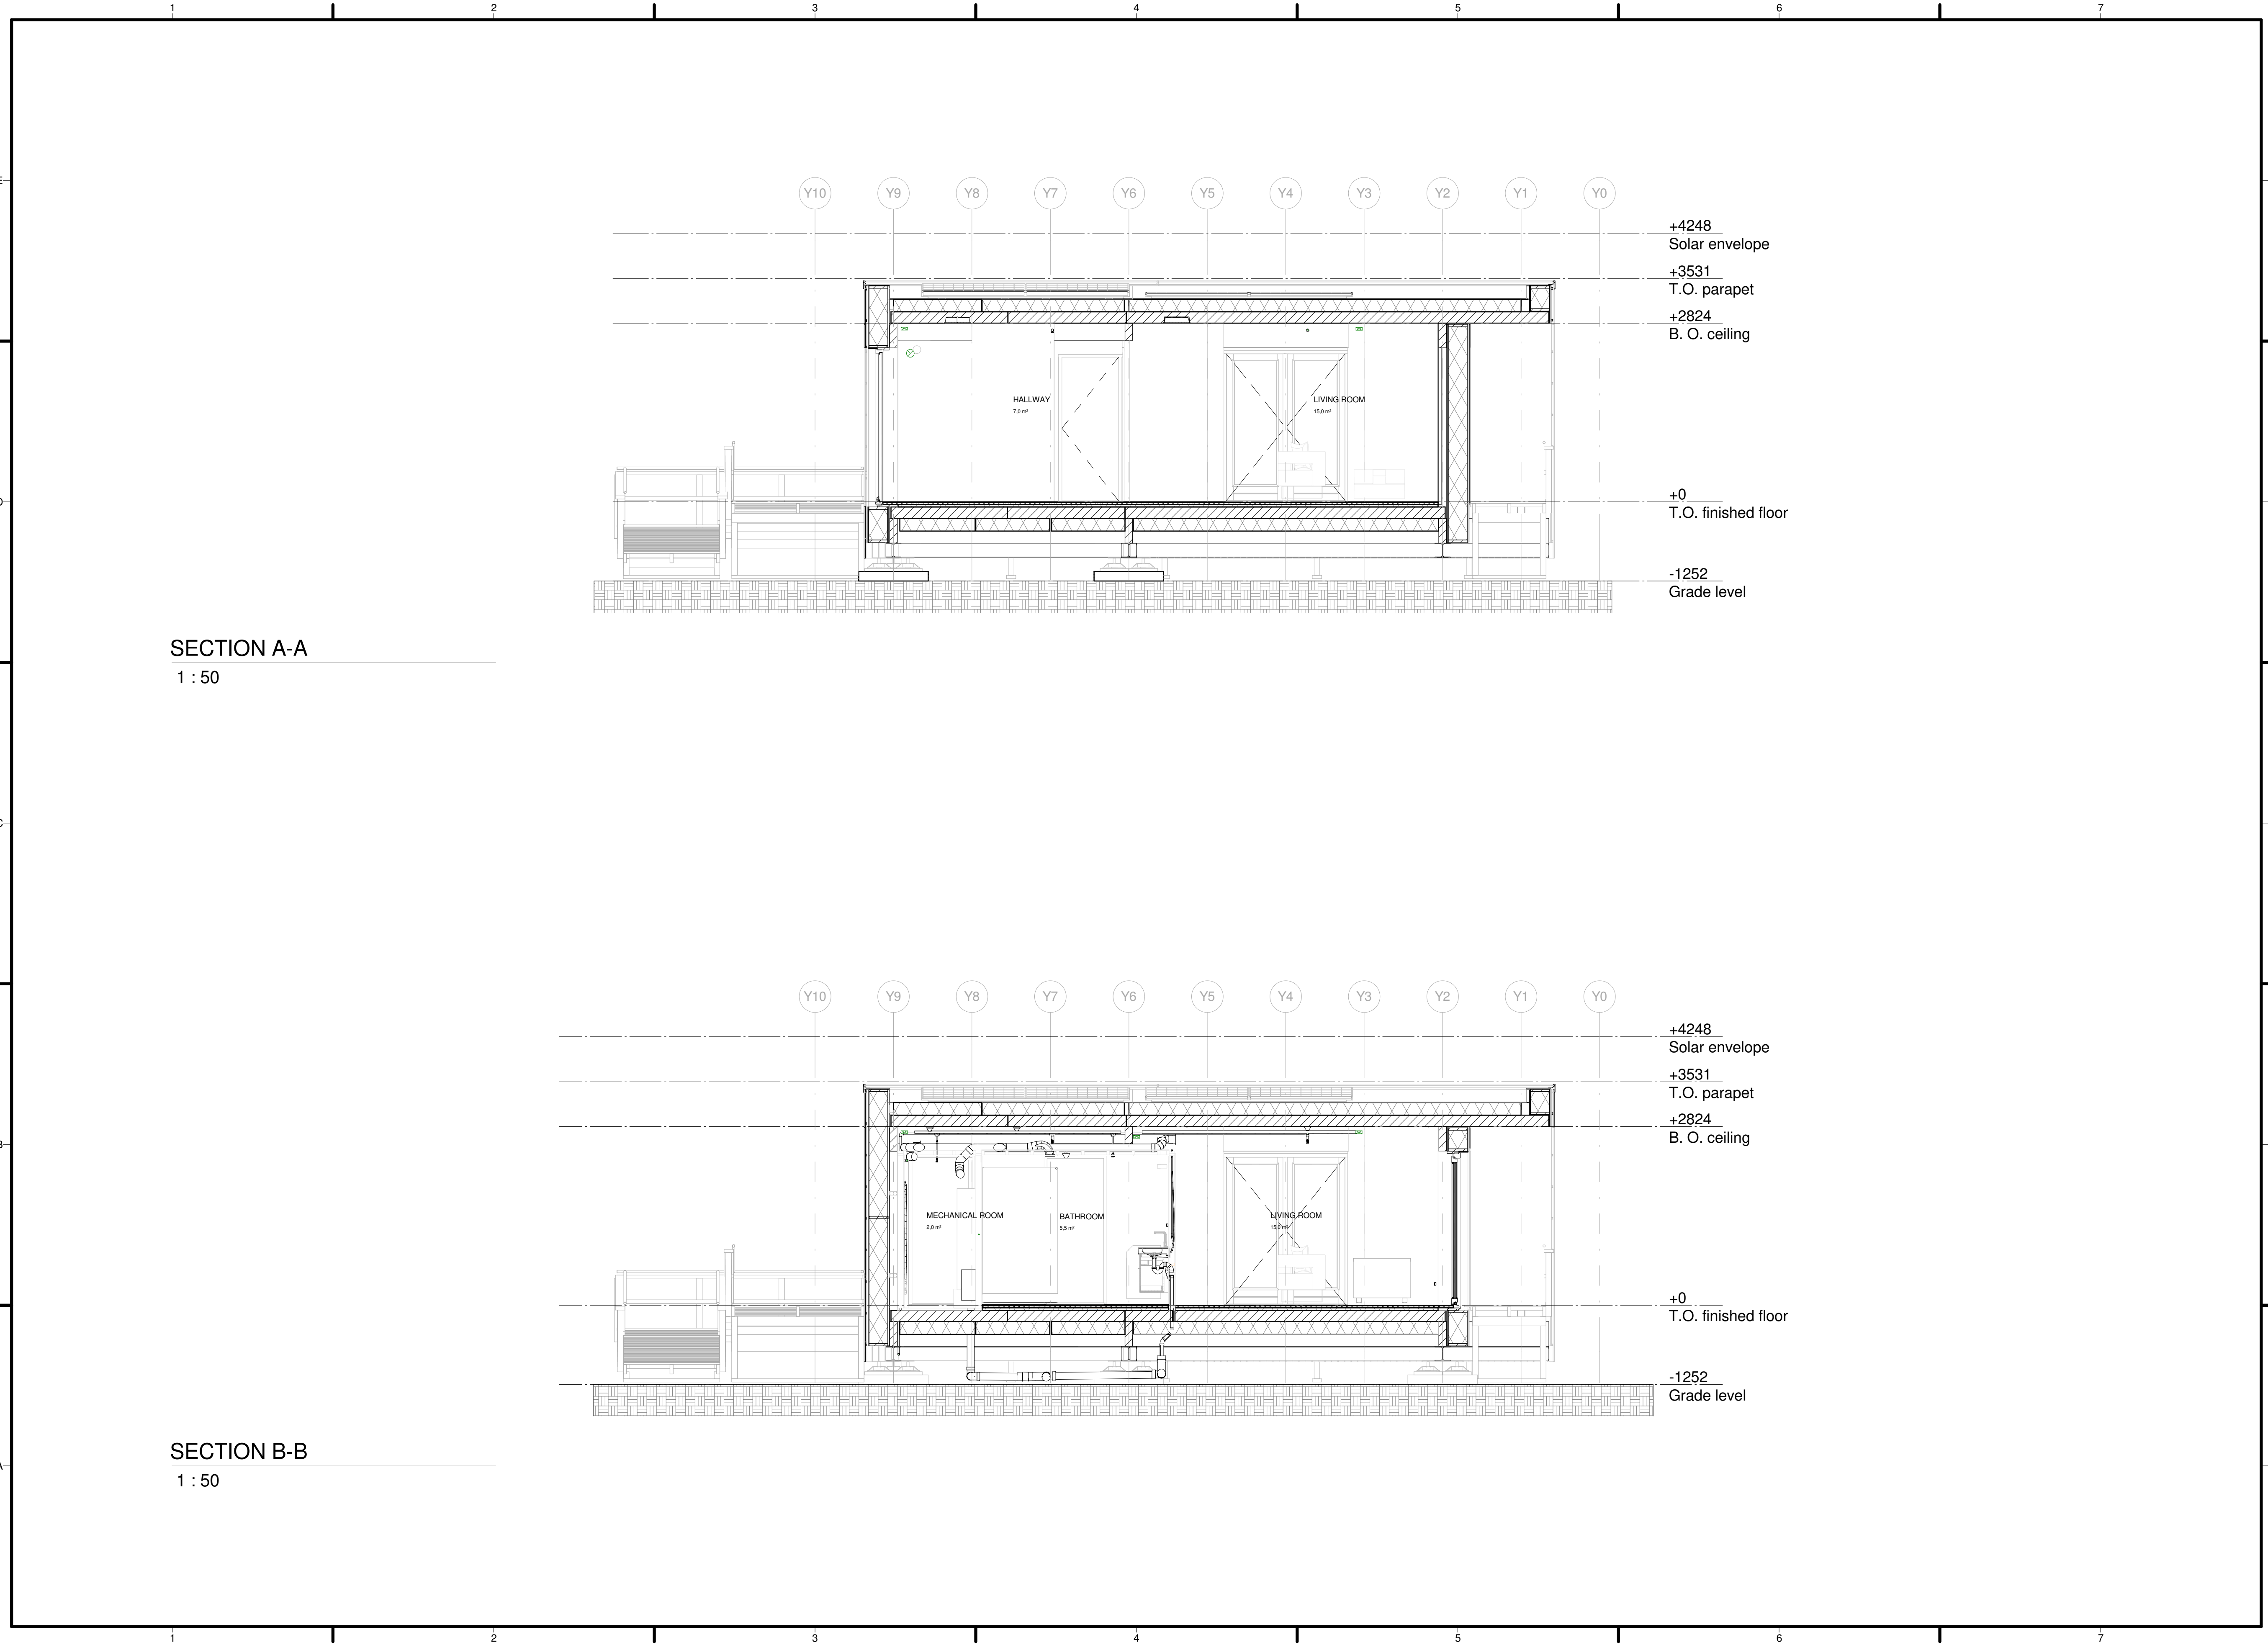 1 2 3 4 5 6 7
E
Y10 Y9 Y8 Y7 Y6 Y5 Y4 Y3 Y2 Y1 Y0
+4248
Solar envelope
+3531
T.O. parapet
+2824
B. O. ceiling
HALLWAY
7,0 m²
LIVING ROOM
15,0 m²
D
+0
T.O. finished floor
-1252
Grade level
SECTION A-A
1 : 50
C
Y10 Y9 Y8 Y7 Y6 Y5 Y4 Y3 Y2 Y1 Y0
+4248
Solar envelope
+3531
T.O. parapet
+2824
B. O. ceiling
B
MECHANICAL ROOM
2,0 m²
BATHROOM
5,5 m²
LIVING ROOM
15,0 m²
+0
T.O. finished floor
-1252
Grade level
SECTION B-B
1 : 50
A
1 2 3 4 5 6 7